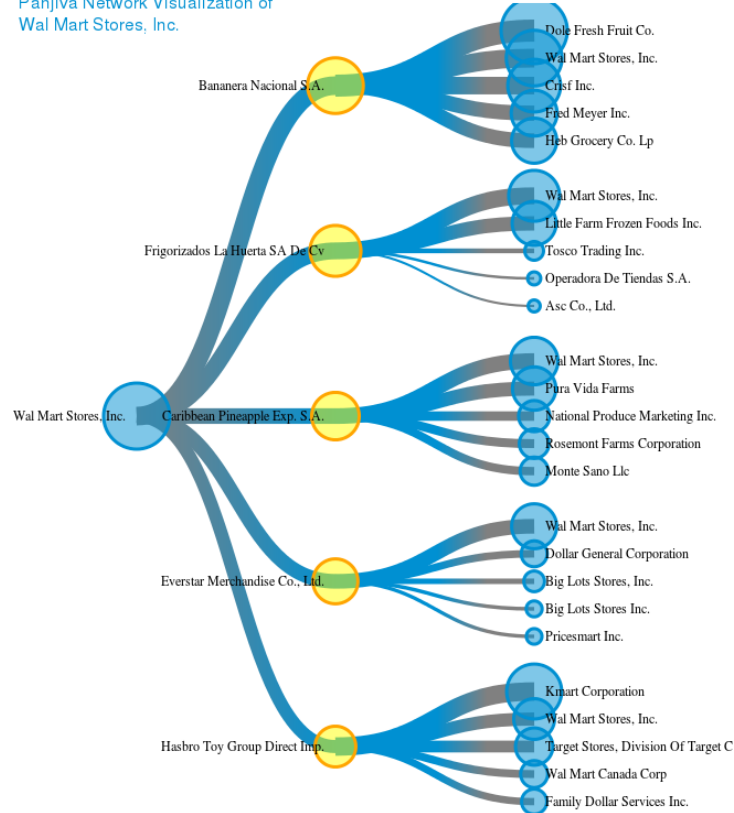 Panjiva Network Visualization of
Wal Mart Stores, Inc.
Dole Fresh Fruit Co.
Wal Mart Stores, Inc.
Bananera Nacional S.A.
Crisf Inc.
Fred Meyer Inc.
Heb Grocery Co. Lp
Wal Mart Stores, Inc.
Little Farm Frozen Foods Inc.
Frigorizados La Huerta SA De Cv
Tosco Trading Inc.
Operadora De Tiendas S.A.
Asc Co., Ltd.
Wal Mart Stores, Inc.
Pura Vida Farms
Wal Mart Stores, Inc.
Caribbean Pineapple Exp. S.A.
National Produce Marketing Inc.
Rosemont Farms Corporation
Monte Sano Llc
Wal Mart Stores, Inc.
Dollar General Corporation
Everstar Merchandise Co., Ltd.
Big Lots Stores, Inc.
Big Lots Stores Inc.
Pricesmart Inc.
Kmart Corporation
Wal Mart Stores, Inc.
Hasbro Toy Group Direct Imp.
Target Stores, Division Of Target C
Wal Mart Canada Corp
Family Dollar Services Inc.